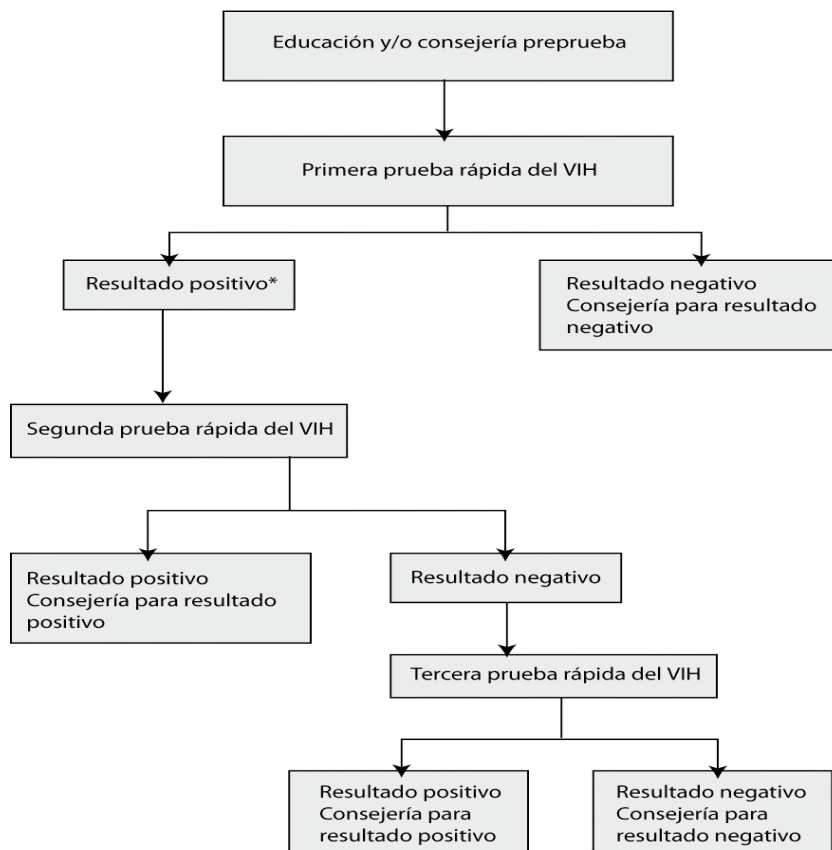 Educación y/o consejería preprueba
Primera prueba rápida del VIH
Resultado positivo*
Resultado negativo
Consejería para resultado
negativo
Segunda prueba rápida del VIH
Resultado positivo
Consejería para resultado
positivo
Resultado negativo
Tercera prueba rápida del VIH
Resultado positivo
Consejería para
resultado positivo
Resultado negativo
Consejería para
resultado negativo